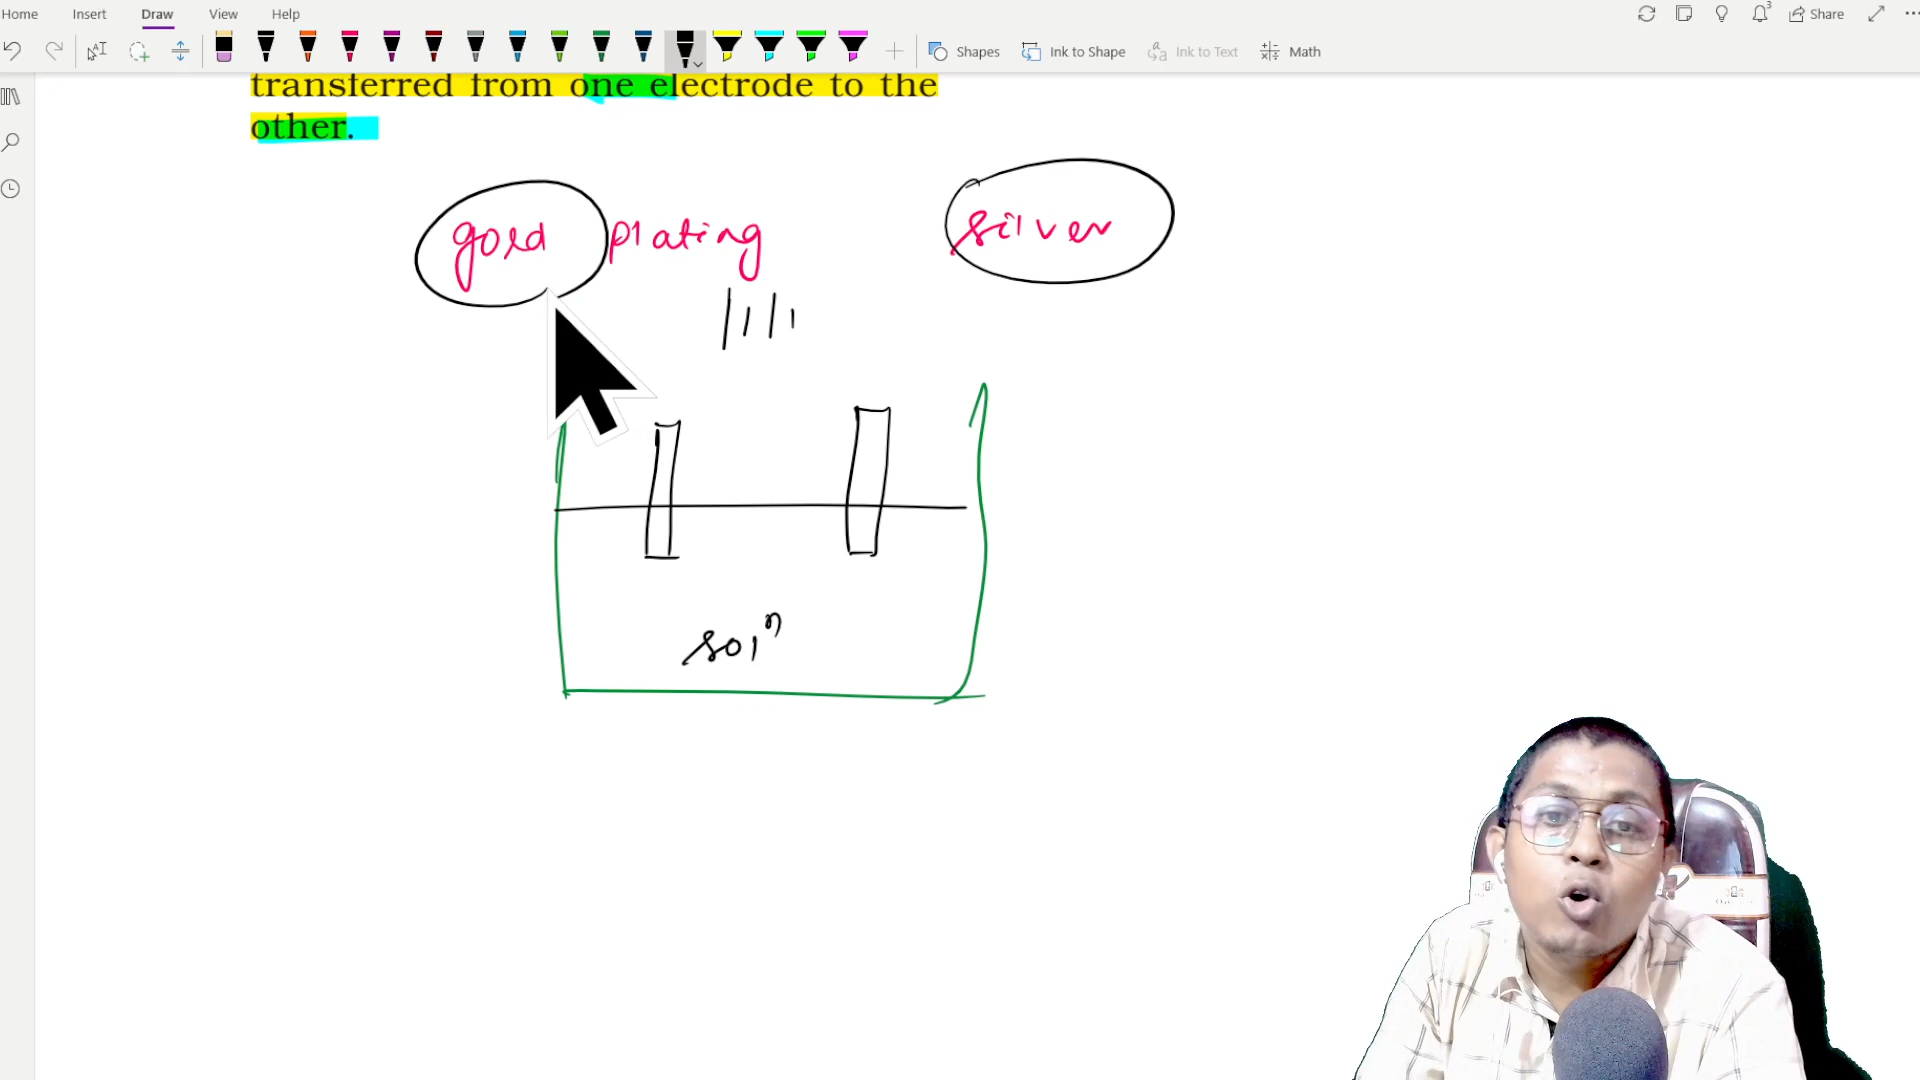 Home Insert Draw View Help
3 Share
Shapes Ink to Shape Ink to Text Math
transferred from one electrode to the
other.
gold plating silver
solⁿ